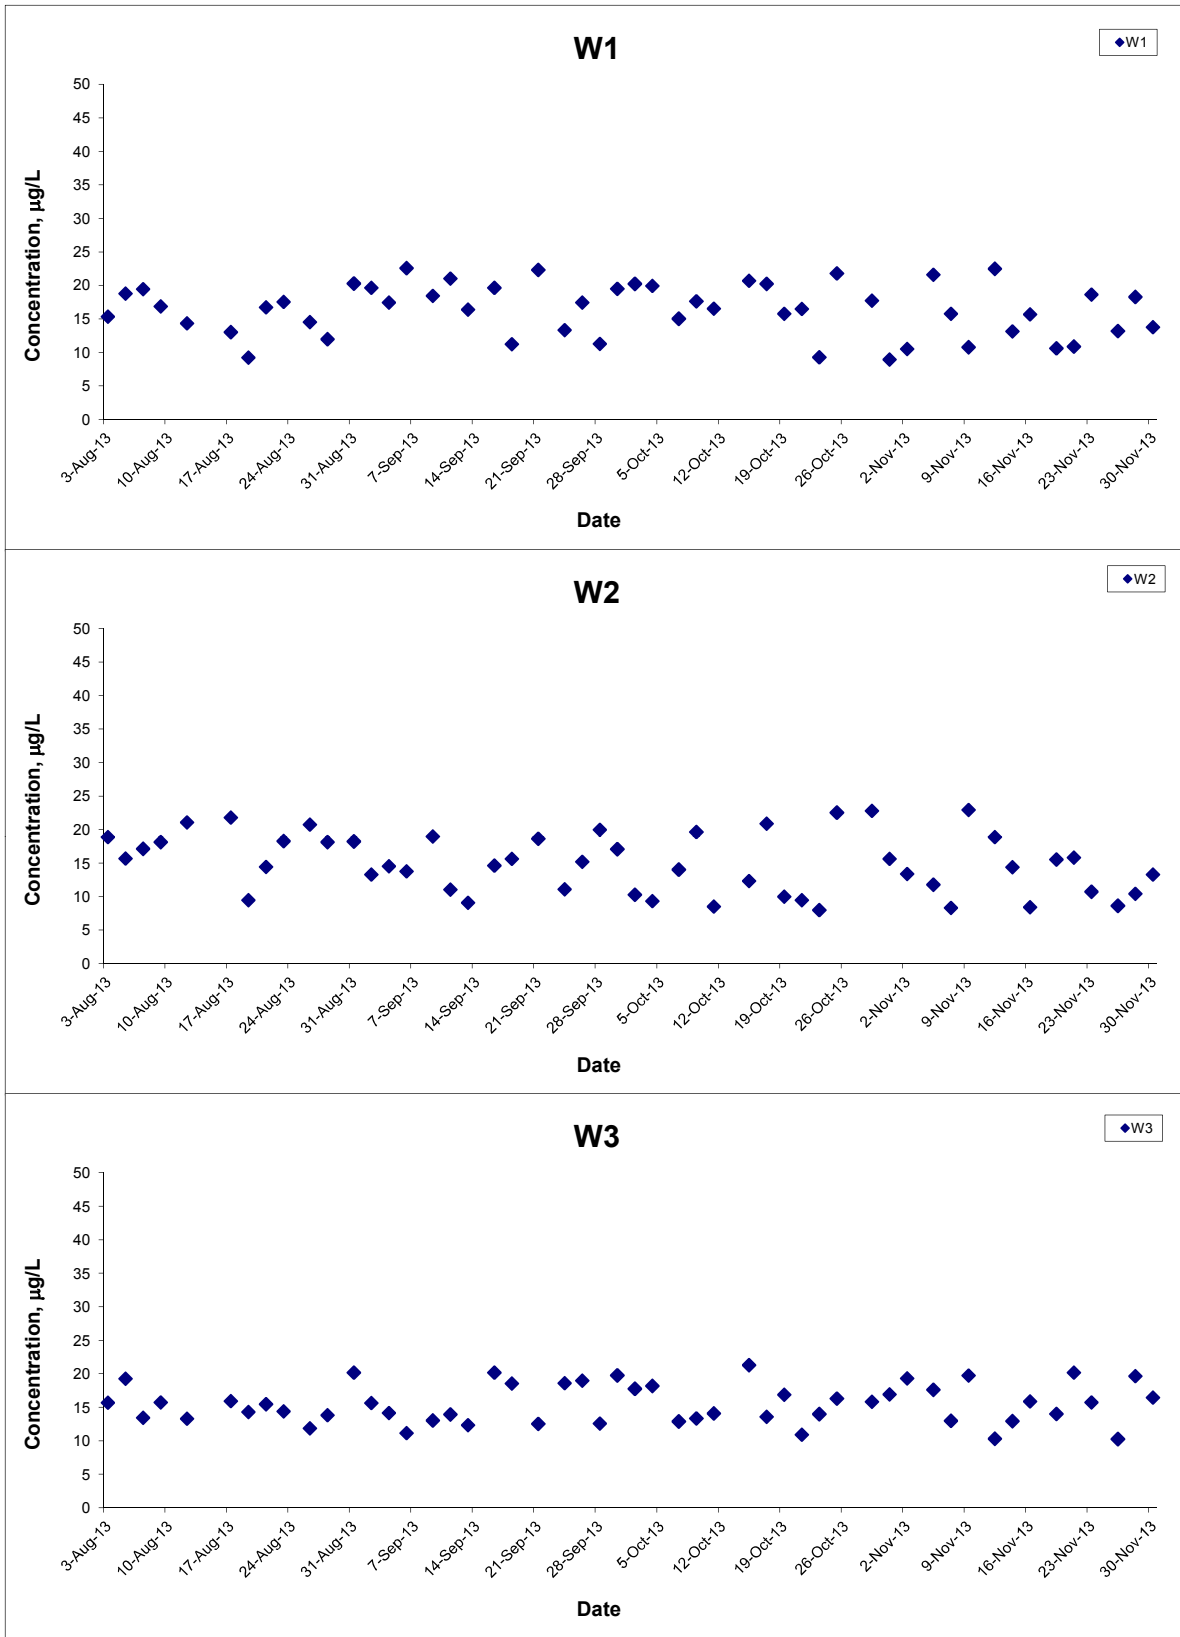 W1
W1
50
45
40
35
30
25
20
15
10
5
0
Concentration, µg/L
3-Aug-13
10-Aug-13
17-Aug-13
24-Aug-13
31-Aug-13
7-Sep-13
14-Sep-13
21-Sep-13
28-Sep-13
5-Oct-13
12-Oct-13
19-Oct-13
26-Oct-13
2-Nov-13
9-Nov-13
16-Nov-13
23-Nov-13
30-Nov-13
Date
W2
W2
50
45
40
35
30
25
20
15
10
5
0
Concentration, µg/L
3-Aug-13
10-Aug-13
17-Aug-13
24-Aug-13
31-Aug-13
7-Sep-13
14-Sep-13
21-Sep-13
28-Sep-13
5-Oct-13
12-Oct-13
19-Oct-13
26-Oct-13
2-Nov-13
9-Nov-13
16-Nov-13
23-Nov-13
30-Nov-13
Date
W3
W3
50
45
40
35
30
25
20
15
10
5
0
Concentration, µg/L
3-Aug-13
10-Aug-13
17-Aug-13
24-Aug-13
31-Aug-13
7-Sep-13
14-Sep-13
21-Sep-13
28-Sep-13
5-Oct-13
12-Oct-13
19-Oct-13
26-Oct-13
2-Nov-13
9-Nov-13
16-Nov-13
23-Nov-13
30-Nov-13
Date